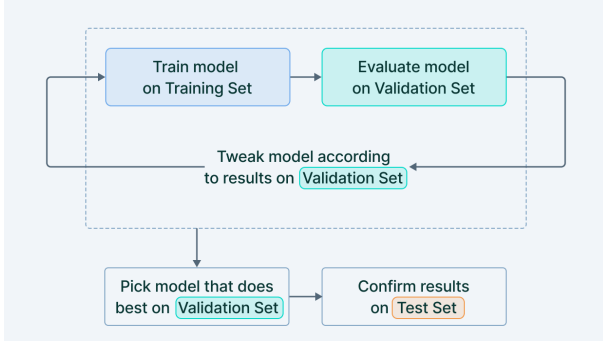 Train model
on Training Set
Evaluate model
on Validation Set
Tweak model according
to results on Validation Set
Pick model that does
best on Validation Set
Confirm results
on Test Set